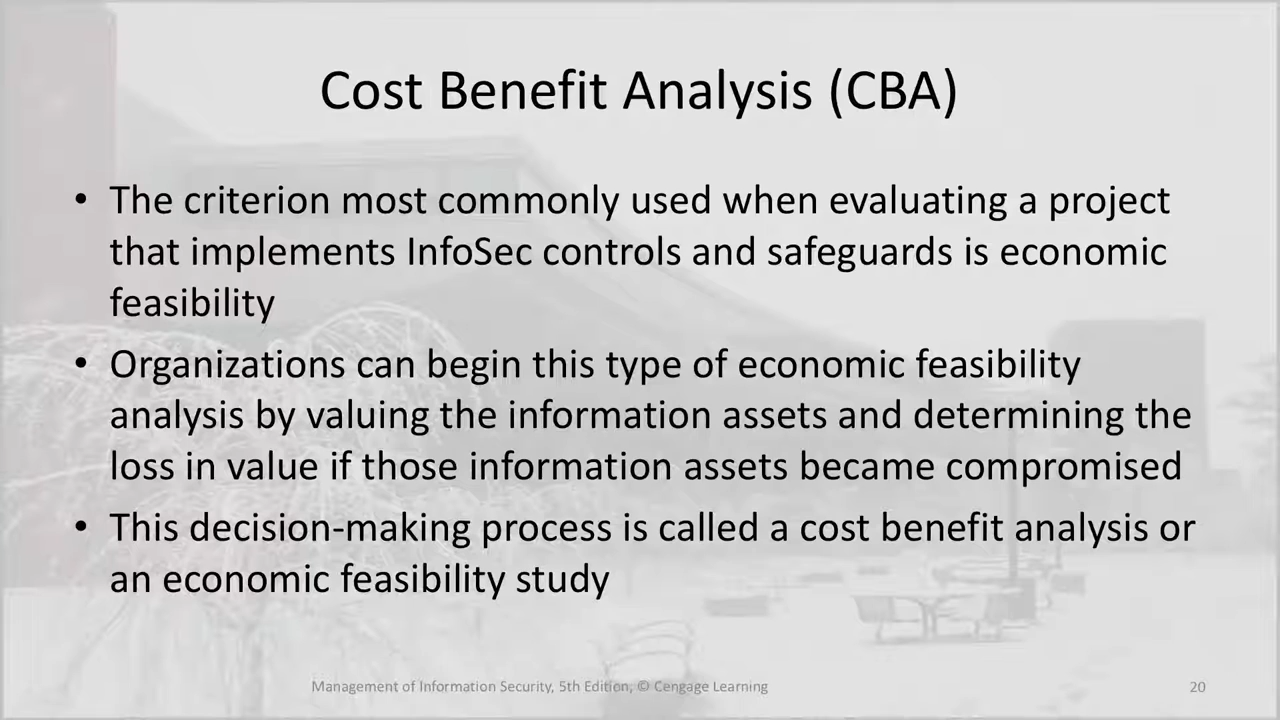 Cost Benefit Analysis (CBA)
• The criterion most commonly used when evaluating a project
that implements InfoSec controls and safeguards is economic
feasibility
• Organizations can begin this type of economic feasibility
analysis by valuing the information assets and determining the
loss in value if those information assets became compromised
• This decision-making process is called a cost benefit analysis or
an economic feasibility study
Management of Information Security, 5th Edition, © Cengage Learning
20